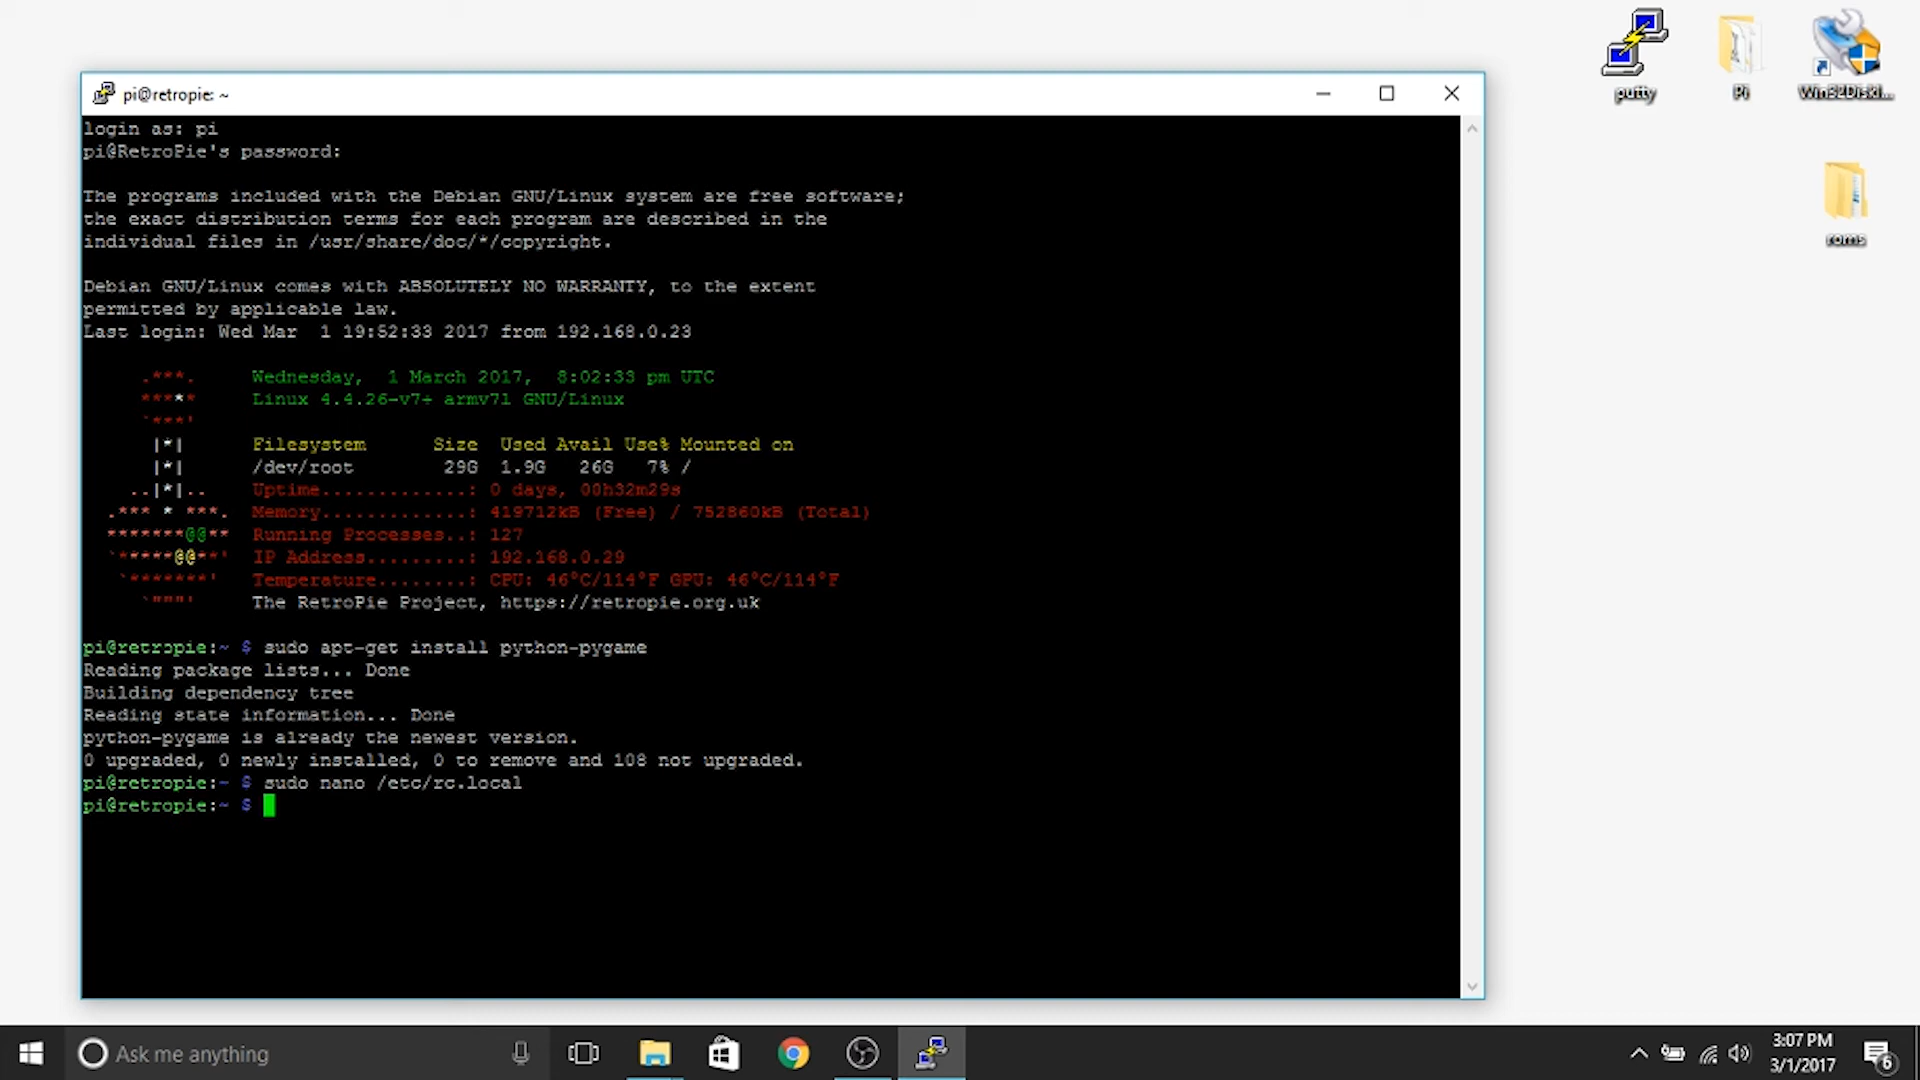 putty
Pi
Win32Diski...
roms
pi@retropie: ~
login as: pi
pi@RetroPie's password:
The programs included with the Debian GNU/Linux system are free software;
the exact distribution terms for each program are described in the
individual files in /usr/share/doc/*/copyright.
Debian GNU/Linux comes with ABSOLUTELY NO WARRANTY, to the extent
permitted by applicable law.
Last login: Wed Mar  1 19:52:33 2017 from 192.168.0.23
.***. Wednesday,  1 March 2017,  8:02:33 pm UTC
***** Linux 4.4.26-v7+ armv7l GNU/Linux
`***'
|*| Filesystem      Size  Used Avail Use% Mounted on
|*| /dev/root        29G  1.9G   26G   7% /
..|*|.. Uptime.............: 0 days, 00h32m29s
.*** * ***. Memory.............: 419712kB (Free) / 752860kB (Total)
*******@@** Running Processes..: 127
`*****@@**' IP Address.........: 192.168.0.29
`*******' Temperature........: CPU: 46°C/114°F GPU: 46°C/114°F
`"""' The RetroPie Project, https://retropie.org.uk
pi@retropie:~ $ sudo apt-get install python-pygame
Reading package lists... Done
Building dependency tree
Reading state information... Done
python-pygame is already the newest version.
0 upgraded, 0 newly installed, 0 to remove and 108 not upgraded.
pi@retropie:~ $ sudo nano /etc/rc.local
pi@retropie:~ $
Ask me anything
3:07 PM
3/1/2017
6